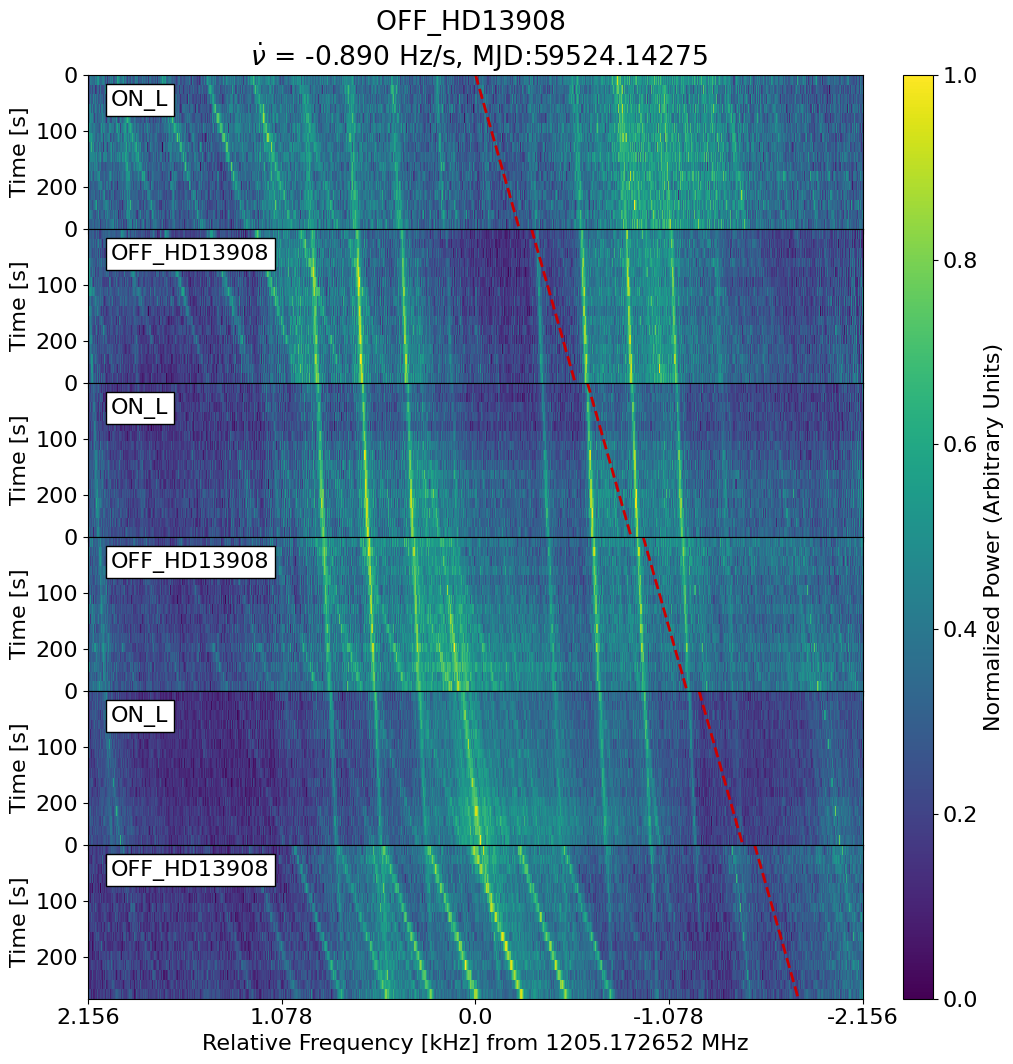 OFF_HD13908
ν̇ = -0.890 Hz/s, MJD:59524.14275
0
ON_L
100
200
Time [s]
0
OFF_HD13908
100
200
Time [s]
0
ON_L
100
200
Time [s]
0
OFF_HD13908
100
200
Time [s]
0
ON_L
100
200
Time [s]
0
OFF_HD13908
100
200
Time [s]
2.156 1.078 0.0 -1.078 -2.156
Relative Frequency [kHz] from 1205.172652 MHz
1.0
0.8
0.6
0.4
0.2
0.0
Normalized Power (Arbitrary Units)